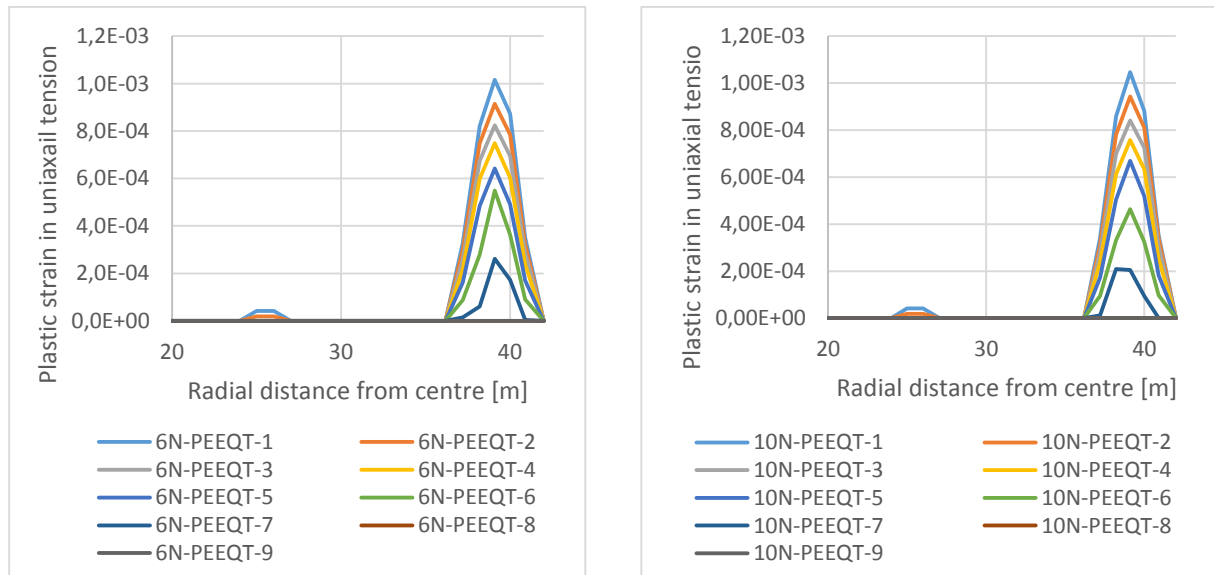 Plastic strain in uniaxail tension
1,2E-03
1,0E-03
8,0E-04
6,0E-04
4,0E-04
2,0E-04
0,0E+00
20
30
40
Radial distance from centre [m]
6N-PEEQT-1
6N-PEEQT-2
6N-PEEQT-3
6N-PEEQT-4
6N-PEEQT-5
6N-PEEQT-6
6N-PEEQT-7
6N-PEEQT-8
6N-PEEQT-9
Plastic strain in uniaxial tensio
1,20E-03
1,00E-03
8,00E-04
6,00E-04
4,00E-04
2,00E-04
0,00E+00
20
30
40
Radial distance from centre [m]
10N-PEEQT-1
10N-PEEQT-2
10N-PEEQT-3
10N-PEEQT-4
10N-PEEQT-5
10N-PEEQT-6
10N-PEEQT-7
10N-PEEQT-8
10N-PEEQT-9